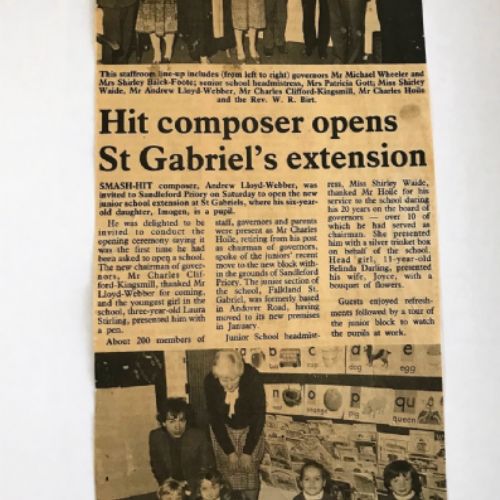 This staffroom line-up includes (from left to right) governors Mr Michael Wheeler and
Mrs Shirley Baick-Foote; senior school headmistress, Mrs Patricia Gott; Miss Shirley
Waide, Mr Andrew Lloyd-Webber, Mr Charles Clifford-Kingsmill, Mr Charles Hoile
and the Rev. W. R. Birt.
Hit composer opens
St Gabriel's extension
SMASH-HIT composer, Andrew Lloyd-Webber, was
invited to Sandleford Priory on Saturday to open the new
junior school extension at St Gabriels, where his six-year-
old daughter, Imogen, is a pupil.
He was delighted to be
invited to conduct the
opening ceremony saying it
was the first time he had
been asked to open a school.
The new chairman of gover-
nors, Mr Charles Clif-
ford-Kingsmill, thanked Mr
Lloyd-Webber for coming,
and the youngest girl in the
school, three-year-old Laura
Stirling, presented him with
a pen.
About 200 members of
staff, governors and parents
were present as Mr Charles
Hoile, retiring from his post
as chairman of governors,
spoke of the juniors' recent
move to the new block with-
in the grounds of Sandleford
Priory. The junior section of
the school, Falkland St.
Gabriel, was formerly based
in Andover Road, having
moved to its new premises
in January.
Junior School headmist-
ress, Miss Shirley Waide,
thanked Mr Hoile for his
service to the school during
his 20 years on the board of
governors — over 10 of
which he had served as
chairman. She presented
him with a silver trinket box
on behalf of the school.
Head girl, 11-year-old
Belinda Darling, presented
his wife, Joyce, with a
bouquet of flowers.
Guests enjoyed refresh-
ments followed by a tour of
the junior block to watch
the pupils at work.
b
c
d
dog
e
egg
n
o
orange
p
qu
queen